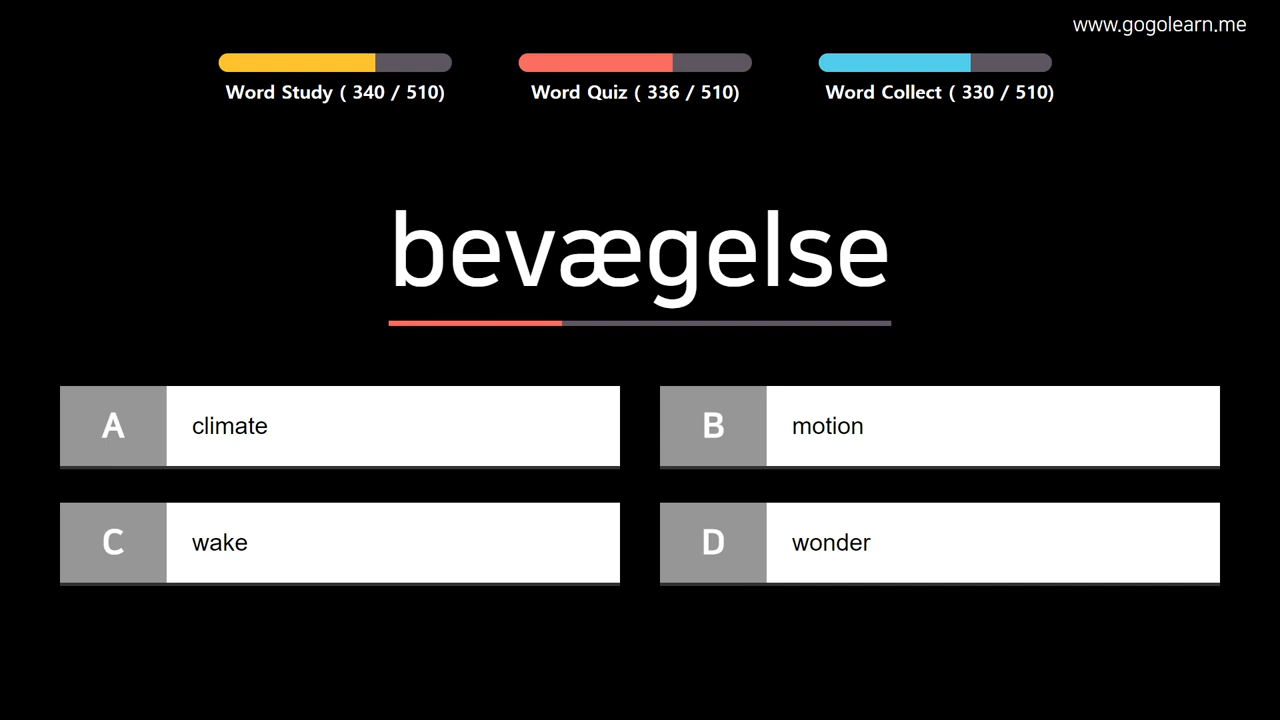 www.gogolearn.me
Word Study ( 340 / 510)
Word Quiz ( 336 / 510)
Word Collect ( 330 / 510)
bevægelse
A climate
B motion
C wake
D wonder